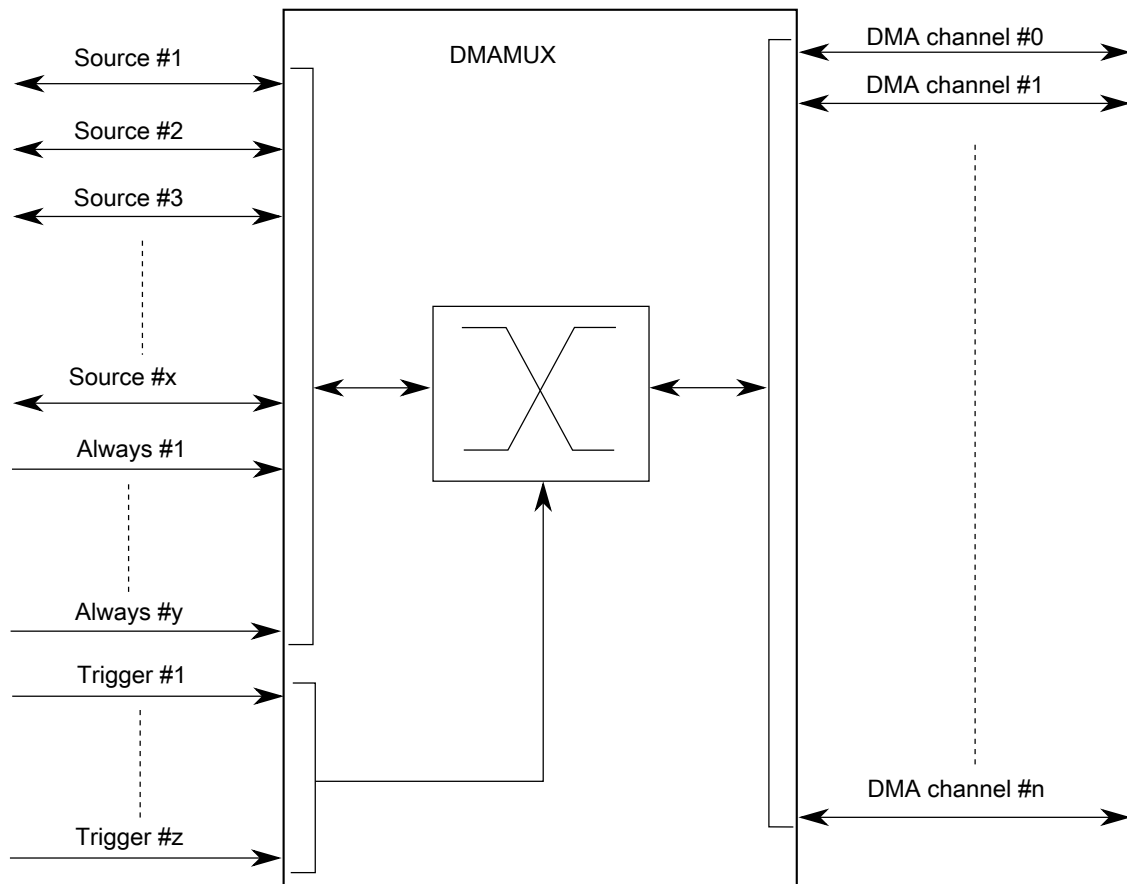 DMAMUX
Source #1
Source #2
Source #3
Source #x
Always #1
Always #y
Trigger #1
Trigger #z
DMA channel #0
DMA channel #1
DMA channel #n